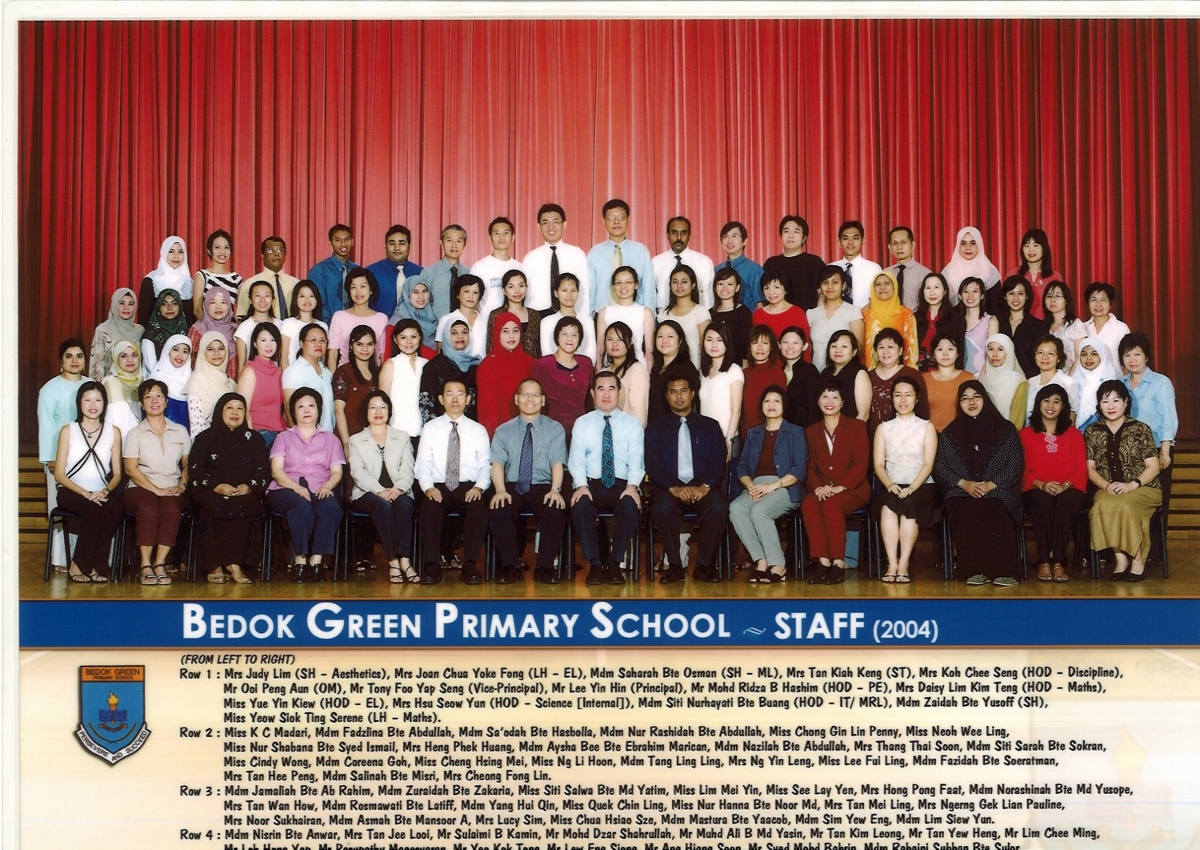 BEDOK GREEN PRIMARY SCHOOL ~ STAFF (2004)
BEDOK GREEN
PRIMARY SCHOOL
PERSEVERE AND SUCCEED
(FROM LEFT TO RIGHT)
Row 1 : Mrs Judy Lim (SH – Aesthetics), Mrs Joan Chua Yoke Fong (LH – EL), Mdm Saharah Bte Osman (SH – ML), Mrs Tan Kiah Keng (ST), Mrs Koh Chee Seng (HOD – Discipline),
Mr Ooi Peng Aun (OM), Mr Tony Foo Yap Seng (Vice-Principal), Mr Lee Yin Hin (Principal), Mr Mohd Ridza B Hashim (HOD – PE), Mrs Daisy Lim Kim Teng (HOD – Maths),
Miss Yue Yin Kiew (HOD – EL), Mrs Hsu Seow Yun (HOD – Science [Internal]), Mdm Siti Nurhayati Bte Buang (HOD – IT/ MRL), Mdm Zaidah Bte Yusoff (SH),
Miss Yeow Slok Ting Serene (LH – Maths).
Row 2 : Miss K C Madari, Mdm Fadzlina Bte Abdullah, Mdm Sa'odah Bte Hasbolla, Mdm Nur Rashidah Bte Abdullah, Miss Chong Gin Lin Penny, Miss Neoh Wee Ling,
Miss Nur Shabana Bte Syed Ismail, Mrs Heng Phek Huang, Mdm Aysha Bee Bte Ebrahim Marican, Mdm Nazilah Bte Abdullah, Mrs Thang Thai Soon, Mdm Siti Sarah Bte Sokran,
Miss Cindy Wong, Mdm Coreena Goh, Miss Cheng Hsing Mei, Miss Ng Li Hoon, Mdm Tang Ling Ling, Mrs Ng Yin Leng, Miss Lee Fui Ling, Mdm Fazidah Bte Soeratman,
Mrs Tan Hee Peng, Mdm Salinah Bte Misri, Mrs Cheong Fong Lin.
Row 3 : Mdm Jamaliah Bte Ab Rahim, Mdm Zuraidah Bte Zakaria, Miss Siti Salwa Bte Md Yatim, Miss Lim Mei Yin, Miss See Lay Yen, Mrs Hong Pong Faat, Mdm Norashinah Bte Md Yusope,
Mrs Tan Wan How, Mdm Rosmawati Bte Latiff, Mdm Yang Hui Qin, Miss Quek Chin Ling, Miss Nur Hanna Bte Noor Md, Mrs Tan Mei Ling, Mrs Ngerng Gek Lian Pauline,
Mrs Noor Sukhairan, Mdm Asmah Bte Mansoor A, Mrs Lucy Sim, Miss Chua Hsiao Sze, Mdm Mastura Bte Yaacob, Mdm Sim Yew Eng, Mdm Lim Siew Yun.
Row 4 : Mdm Nisrin Bte Anwar, Mrs Tan Jee Looi, Mr Sulaimi B Kamin, Mr Mohd Dzar Shahrullah, Mr Muhd Ali B Md Yasin, Mr Tan Kim Leong, Mr Tan Yew Heng, Mr Lim Chee Ming,